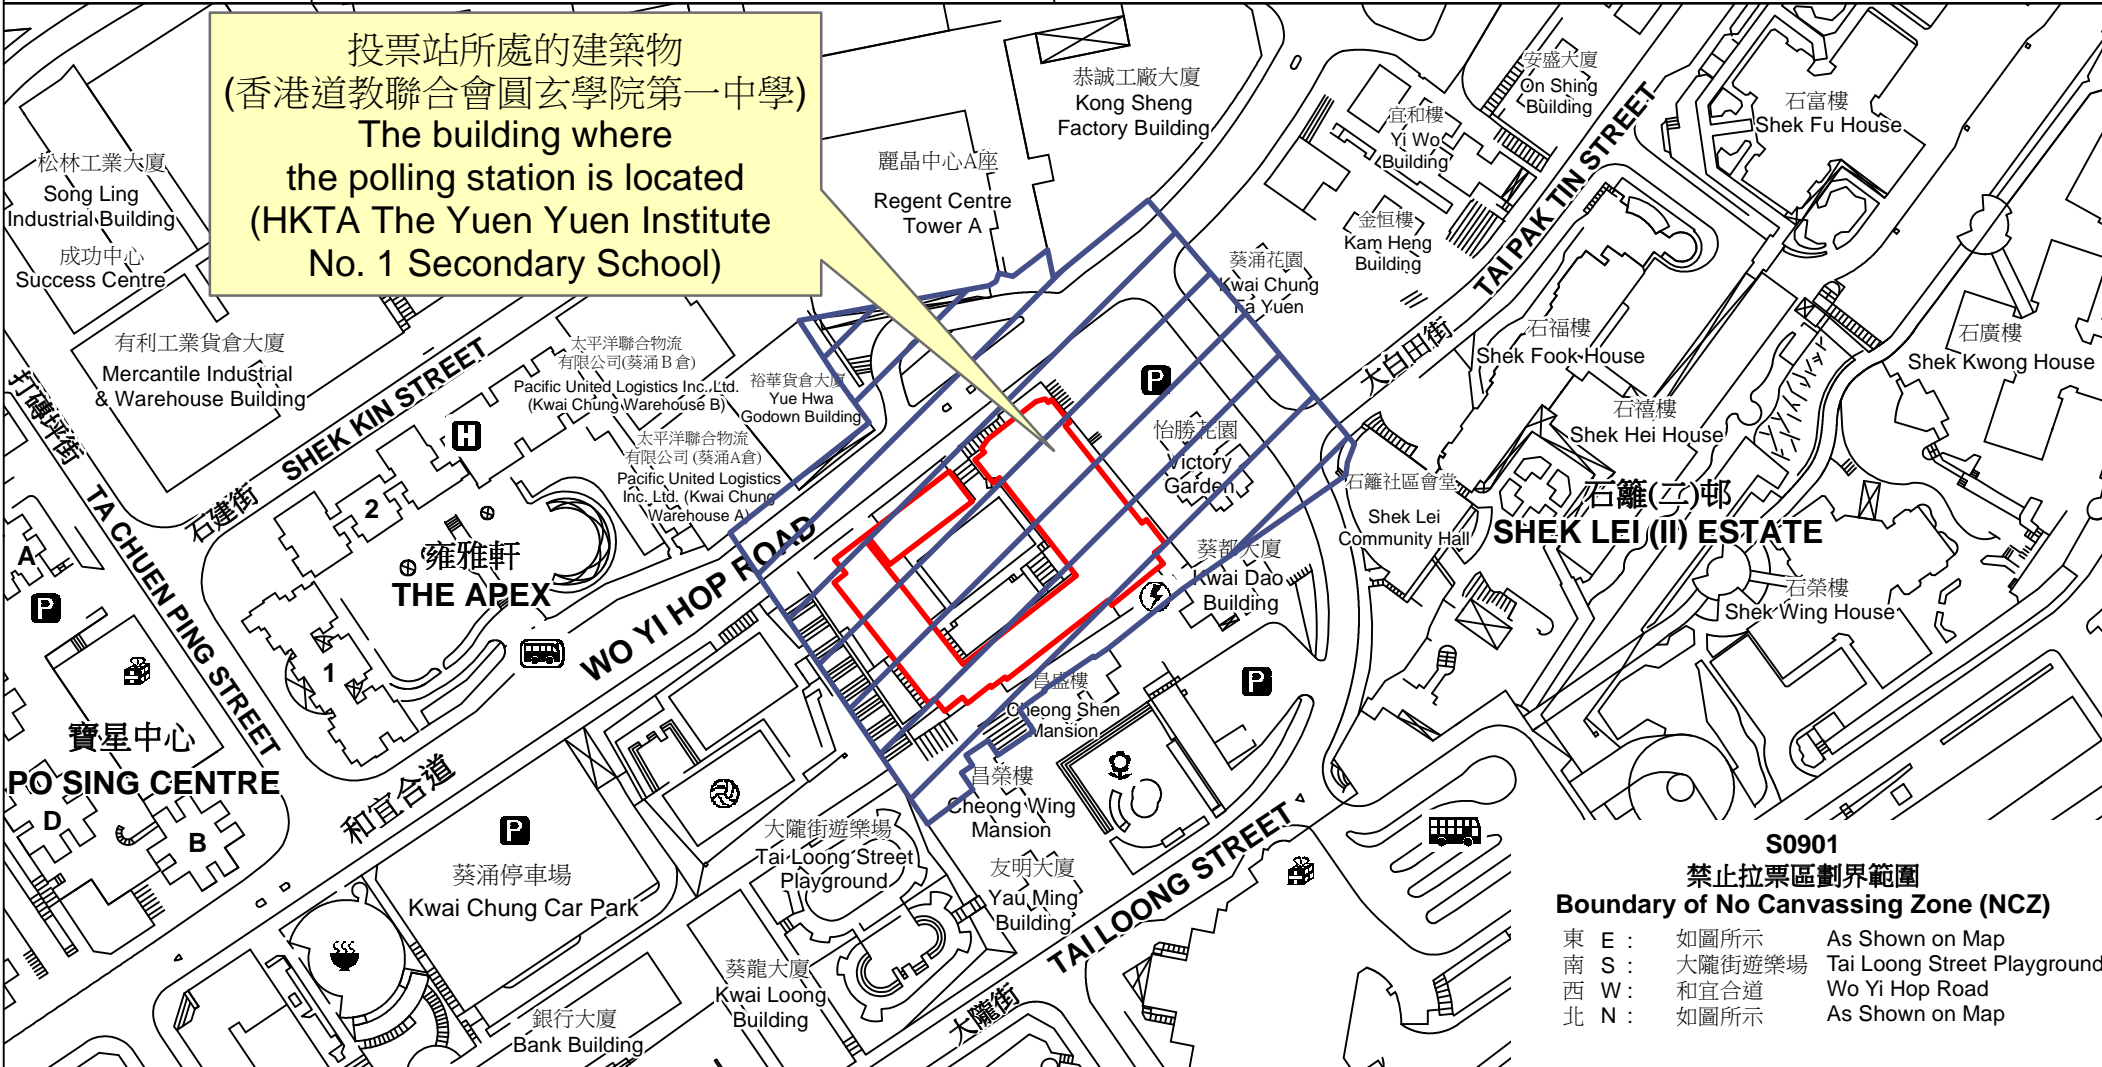 投票站所處的建築物
(香港道教聯合會圓玄學院第一中學)
The building where
the polling station is located
(HKTA The Yuen Yuen Institute
No. 1 Secondary School)
松林工業大廈
Song Ling
Industrial Building
成功中心
Success Centre
有利工業貨倉大廈
Mercantile Industrial
& Warehouse Building
打磚坪街
TA CHUEN PING STREET
石建街
SHEK KIN STREET
恭誠工廠大廈
Kong Sheng
Factory Building
麗晶中心A座
Regent Centre
Tower A
安盛大廈
On Shing
Building
宜和樓
Yi Wo
Building
金恒樓
Kam Heng
Building
葵涌花園
Kwai Chung
Fa Yuen
石富樓
Shek Fu House
TAI PAK TIN STREET
大白田街
石福樓
Shek Fook House
石廣樓
Shek Kwong House
石禧樓
Shek Hei House
石籬(二)邨
SHEK LEI (II) ESTATE
石籬社區會堂
Shek Lei
Community Hall
石榮樓
Shek Wing House
太平洋聯合物流
有限公司(葵涌B倉)
Pacific United Logistics Inc. Ltd.
(Kwai Chung Warehouse B)
裕華貨倉大廈
Yue Hwa
Godown Building
太平洋聯合物流
有限公司 (葵涌A倉)
Pacific United Logistics
Inc. Ltd. (Kwai Chung
Warehouse A)
怡勝花園
Victory
Garden
葵都大廈
Kwai Dao
Building
H
P
2
雍雅軒
THE APEX
1
A
P
WO YI HOP ROAD
和宜合道
寶星中心
PO SING CENTRE
D
B
P
昌盛樓
Cheong Shen
Mansion
昌榮樓
Cheong Wing
Mansion
友明大廈
Yau Ming
Building
P
葵涌停車場
Kwai Chung Car Park
大隴街遊樂場
Tai Loong Street
Playground
葵龍大廈
Kwai Loong
Building
銀行大廈
Bank Building
TAI LOONG STREET
大隴街
S0901
禁止拉票區劃界範圍
Boundary of No Canvassing Zone (NCZ)
東 E : 如圖所示 As Shown on Map
南 S : 大隴街遊樂場 Tai Loong Street Playground
西 W : 和宜合道 Wo Yi Hop Road
北 N : 如圖所示 As Shown on Map